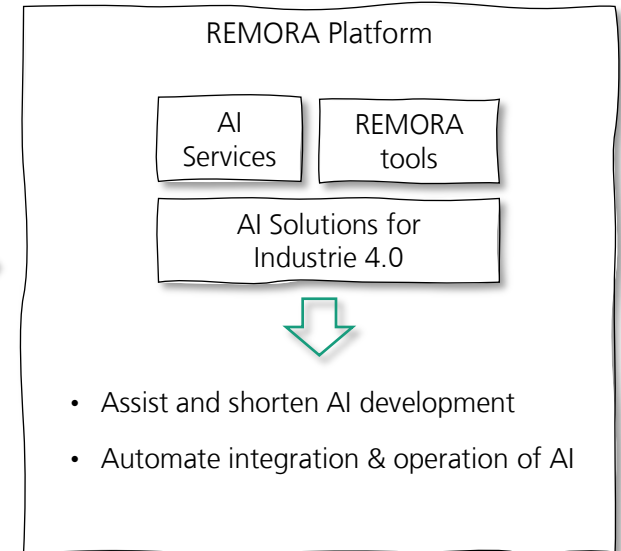 REMORA Platform
AI
Services
REMORA
tools
AI Solutions for
Industrie 4.0
• Assist and shorten AI development
• Automate integration & operation of AI